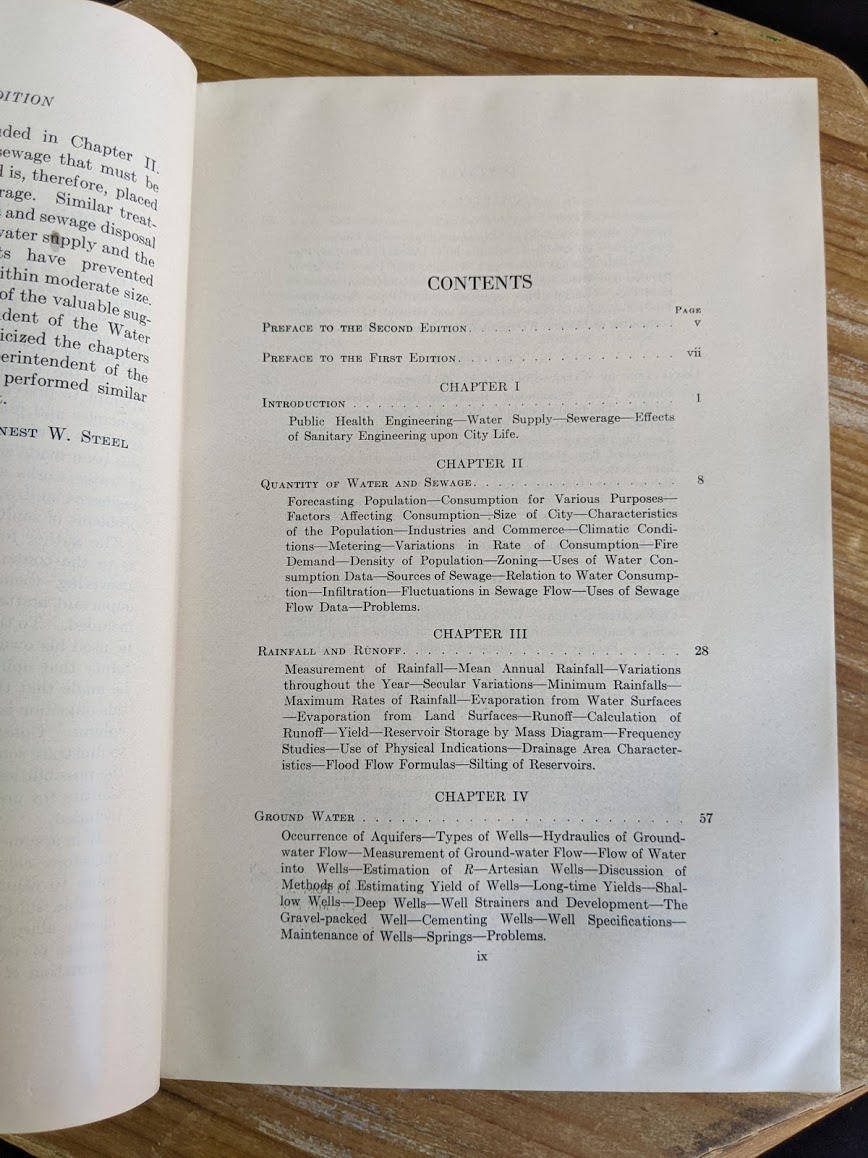 DITION
ded in Chapter II.
sewage that must be
is, therefore, placed
rage. Similar treat-
and sewage disposal
water supply and the
ts have prevented
ithin moderate size.
of the valuable sug-
dent of the Water
icized the chapters
erintendent of the
performed similar
NEST W. STEEL
CONTENTS
PAGE
PREFACE TO THE SECOND EDITION. . . . . . . . . . . . . . . . . . v
PREFACE TO THE FIRST EDITION. . . . . . . . . . . . . . . . . . . vii
CHAPTER I
INTRODUCTION . . . . . . . . . . . . . . . . . . . . . . . . . . 1
Public Health Engineering—Water Supply—Sewerage—Effects
of Sanitary Engineering upon City Life.
CHAPTER II
QUANTITY OF WATER AND SEWAGE. . . . . . . . . . . . . . . . . 8
Forecasting Population—Consumption for Various Purposes—
Factors Affecting Consumption—Size of City—Characteristics
of the Population—Industries and Commerce—Climatic Condi-
tions—Metering—Variations in Rate of Consumption—Fire
Demand—Density of Population—Zoning—Uses of Water Con-
sumption Data—Sources of Sewage—Relation to Water Consump-
tion—Infiltration—Fluctuations in Sewage Flow—Uses of Sewage
Flow Data—Problems.
CHAPTER III
RAINFALL AND RUNOFF. . . . . . . . . . . . . . . . . . . . . . 28
Measurement of Rainfall—Mean Annual Rainfall—Variations
throughout the Year—Secular Variations—Minimum Rainfalls—
Maximum Rates of Rainfall—Evaporation from Water Surfaces
—Evaporation from Land Surfaces—Runoff—Calculation of
Runoff—Yield—Reservoir Storage by Mass Diagram—Frequency
Studies—Use of Physical Indications—Drainage Area Character-
istics—Flood Flow Formulas—Silting of Reservoirs.
CHAPTER IV
GROUND WATER . . . . . . . . . . . . . . . . . . . . . . . . . 57
Occurrence of Aquifers—Types of Wells—Hydraulics of Ground-
water Flow—Measurement of Ground-water Flow—Flow of Water
into Wells—Estimation of R—Artesian Wells—Discussion of
Methods of Estimating Yield of Wells—Long-time Yields—Shal-
low Wells—Deep Wells—Well Strainers and Development—The
Gravel-packed Well—Cementing Wells—Well Specifications—
Maintenance of Wells—Springs—Problems.
ix